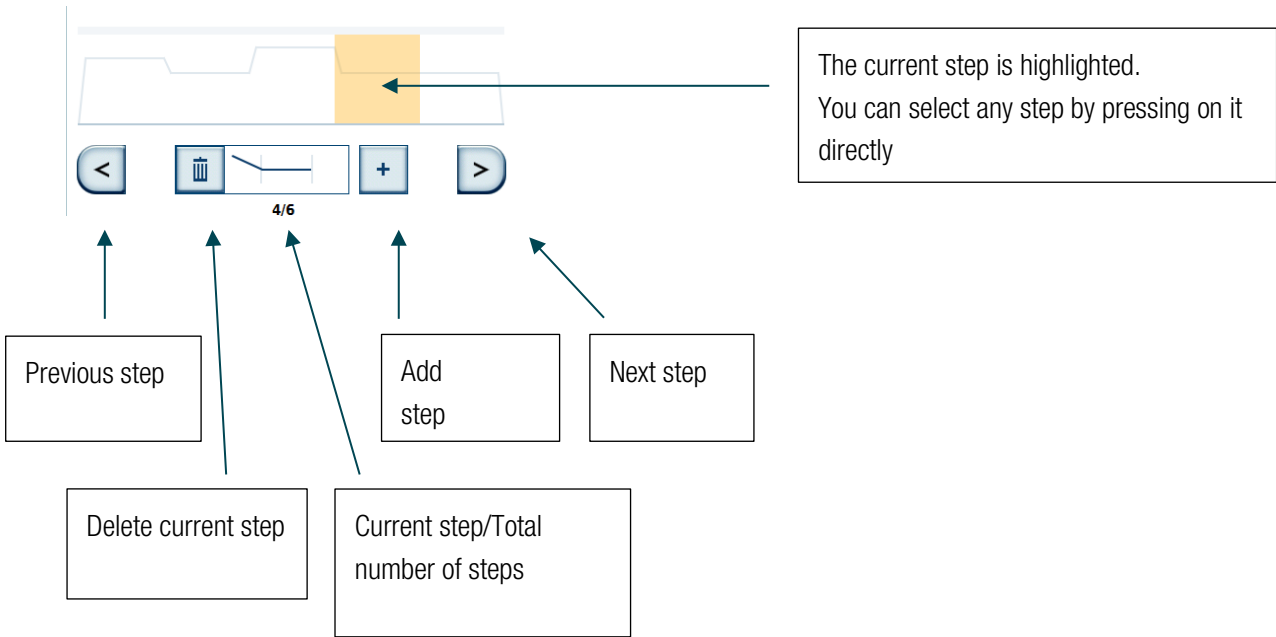 The current step is highlighted.
You can select any step by pressing on it
directly
<
+
>
4/6
Previous step
Add
step
Next step
Delete current step
Current step/Total
number of steps